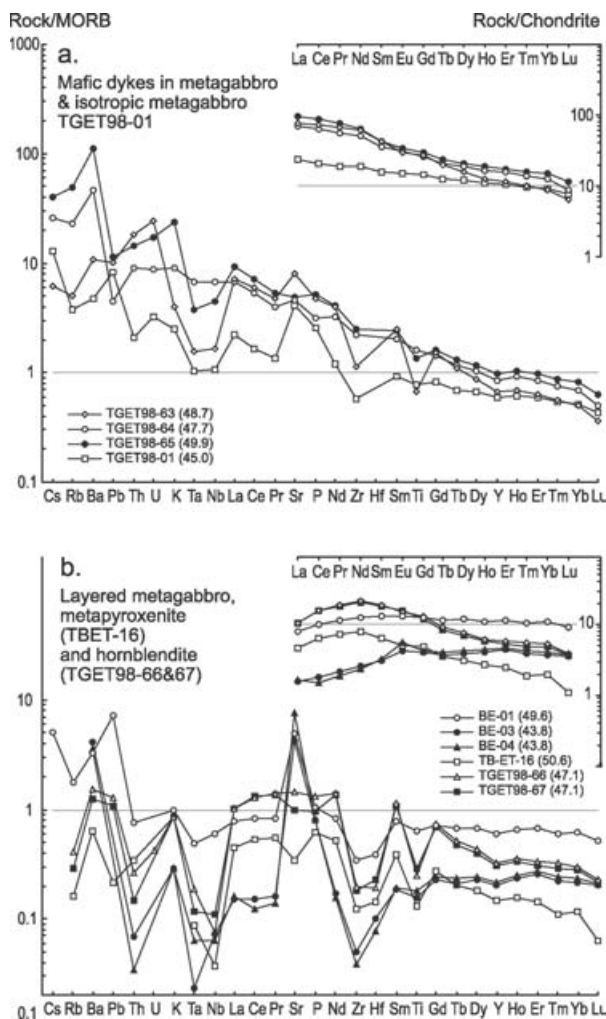 Rock/MORB Rock/Chondrite
1000
100
10
1
0.1
a.
Mafic dykes in metagabbro
& isotropic metagabbro
TGET98-01
La Ce Pr Nd Sm Eu Gd Tb Dy Ho Er Tm Yb Lu
100
10
1
TGET98-63 (48.7)
TGET98-64 (47.7)
TGET98-65 (49.9)
TGET98-01 (45.0)
Cs Rb Ba Pb Th U K Ta Nb La Ce Pr Sr P Nd Zr Hf Sm Ti Gd Tb Dy Y Ho Er Tm Yb Lu
b.
Layered metagabbro,
metapyroxenite
(TBET-16)
and hornblendite
(TGET98-66&67)
La Ce Pr Nd Sm Eu Gd Tb Dy Ho Er Tm Yb Lu
10
1
BE-01 (49.6)
BE-03 (43.8)
BE-04 (43.8)
TB-ET-16 (50.6)
TGET98-66 (47.1)
TGET98-67 (47.1)
10
1
0.1
0.1
Cs Rb Ba Pb Th U K Ta Nb La Ce Pr Sr P Nd Zr Hf Sm Ti Gd Tb Dy Y Ho Er Tm Yb Lu